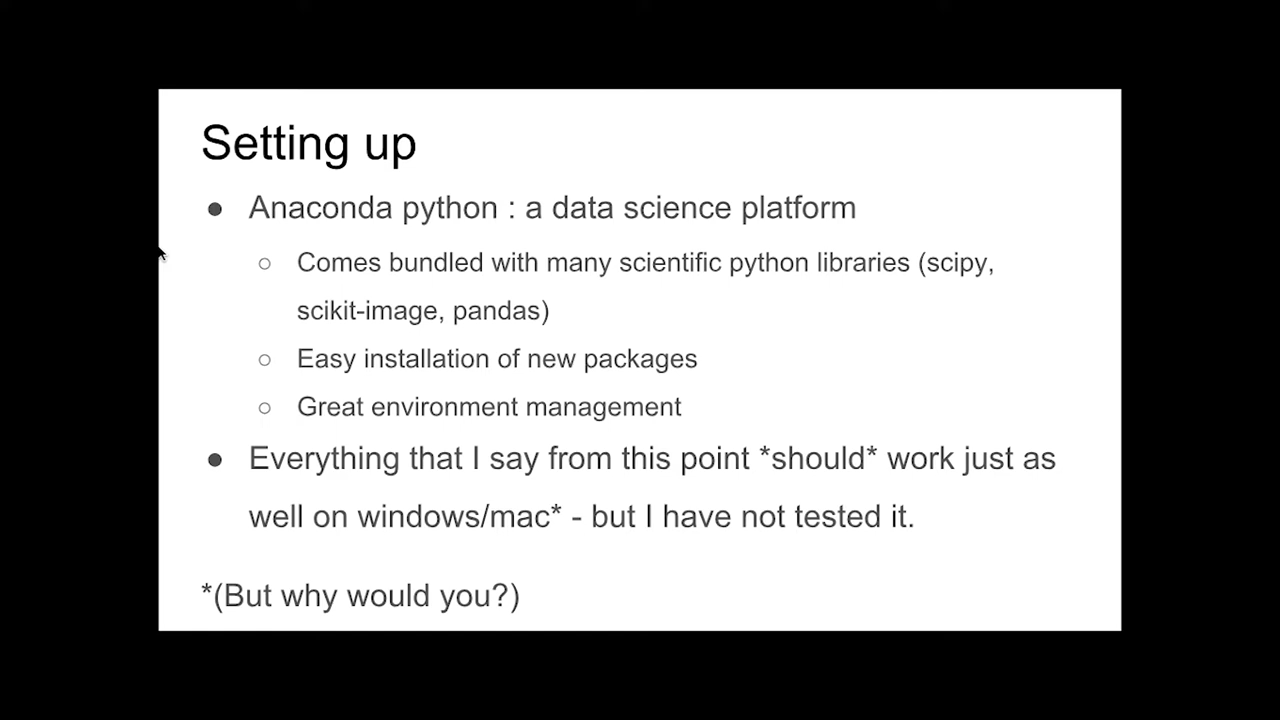 Setting up
● Anaconda python : a data science platform
○ Comes bundled with many scientific python libraries (scipy,
scikit-image, pandas)
○ Easy installation of new packages
○ Great environment management
● Everything that I say from this point *should* work just as
well on windows/mac* - but I have not tested it.
*(But why would you?)